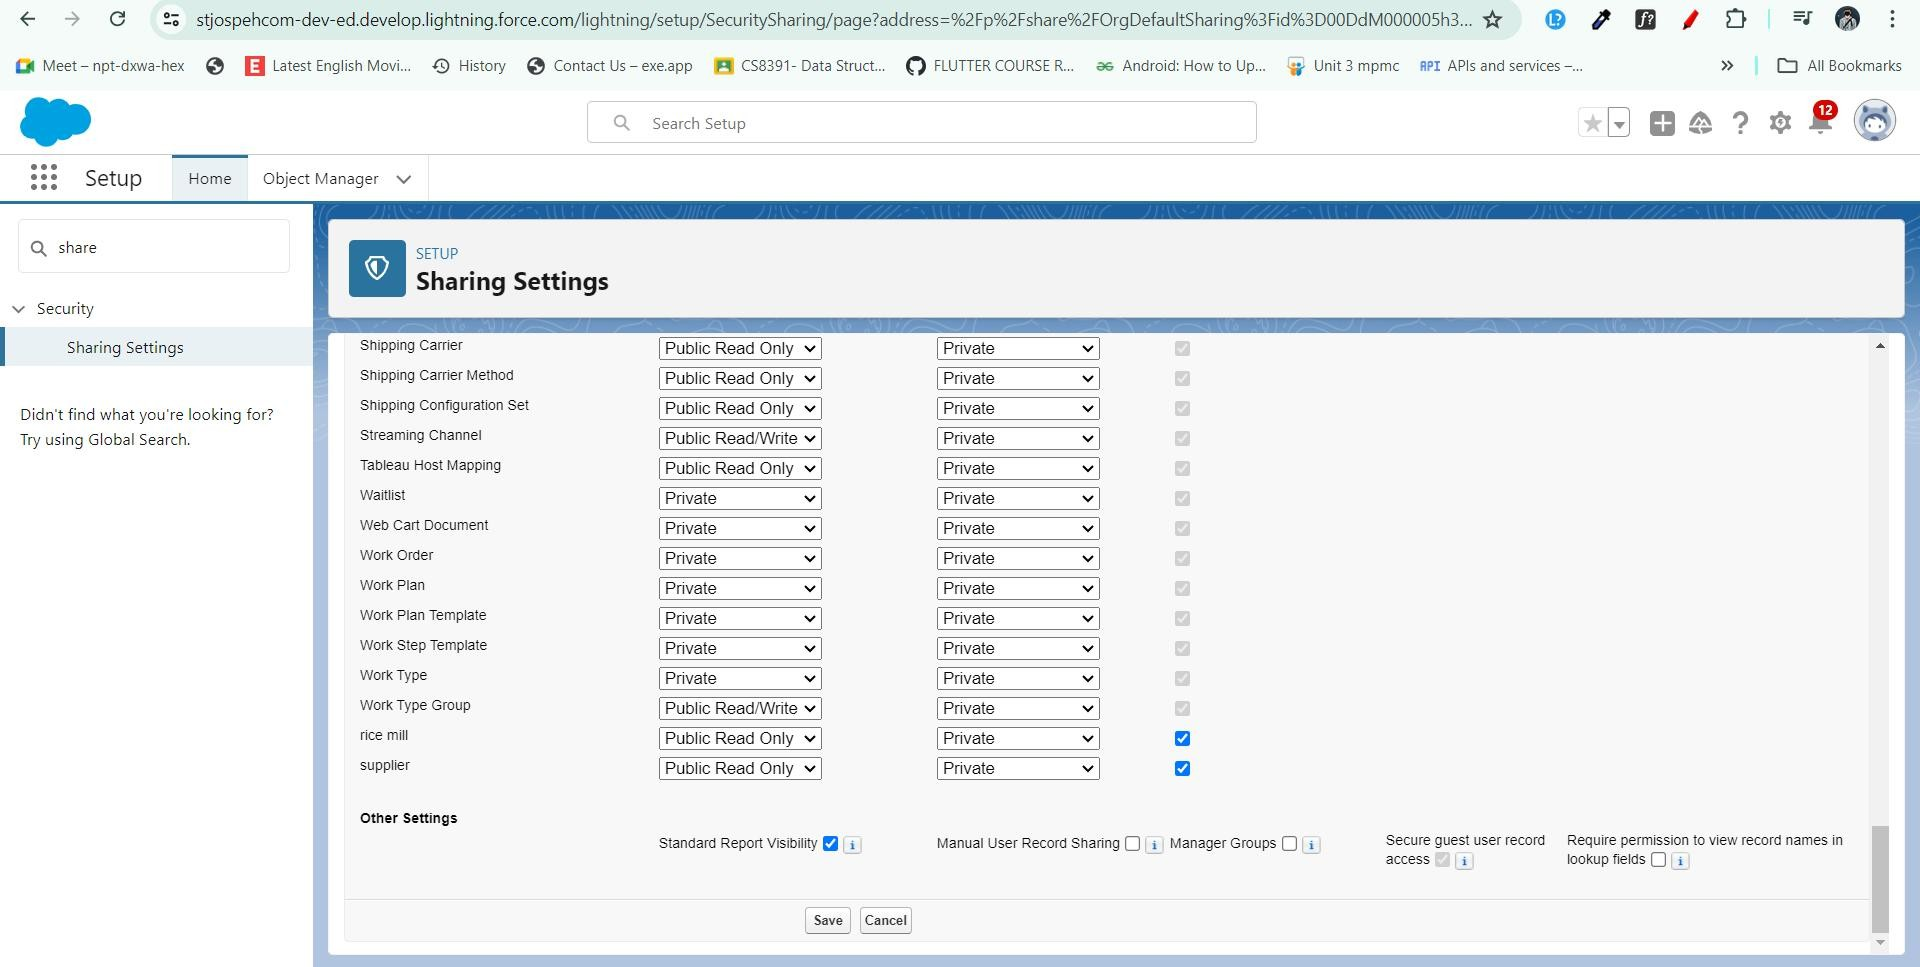 stjospehcom-dev-ed.develop.lightning.force.com/lightning/setup/SecuritySharing/page?address=%2Fp%2Fshare%2FOrgDefaultSharing%3Fid%3D00DdM000005h3...
Meet – npt-dxwa-hex
Latest English Movi...
History
Contact Us – exe.app
CS8391- Data Struct...
FLUTTER COURSE R...
Android: How to Up...
Unit 3 mpmc
API APIs and services –...
All Bookmarks
Search Setup
12
Setup
Home
Object Manager
share
Security
Sharing Settings
Didn't find what you're looking for?
Try using Global Search.
SETUP
Sharing Settings
Shipping Carrier Public Read Only Private
Shipping Carrier Method Public Read Only Private
Shipping Configuration Set Public Read Only Private
Streaming Channel Public Read/Write Private
Tableau Host Mapping Public Read Only Private
Waitlist Private Private
Web Cart Document Private Private
Work Order Private Private
Work Plan Private Private
Work Plan Template Private Private
Work Step Template Private Private
Work Type Private Private
Work Type Group Public Read/Write Private
rice mill Public Read Only Private
supplier Public Read Only Private
Other Settings
Standard Report Visibility
Manual User Record Sharing
Manager Groups
Secure guest user record
access
Require permission to view record names in
lookup fields
Save Cancel